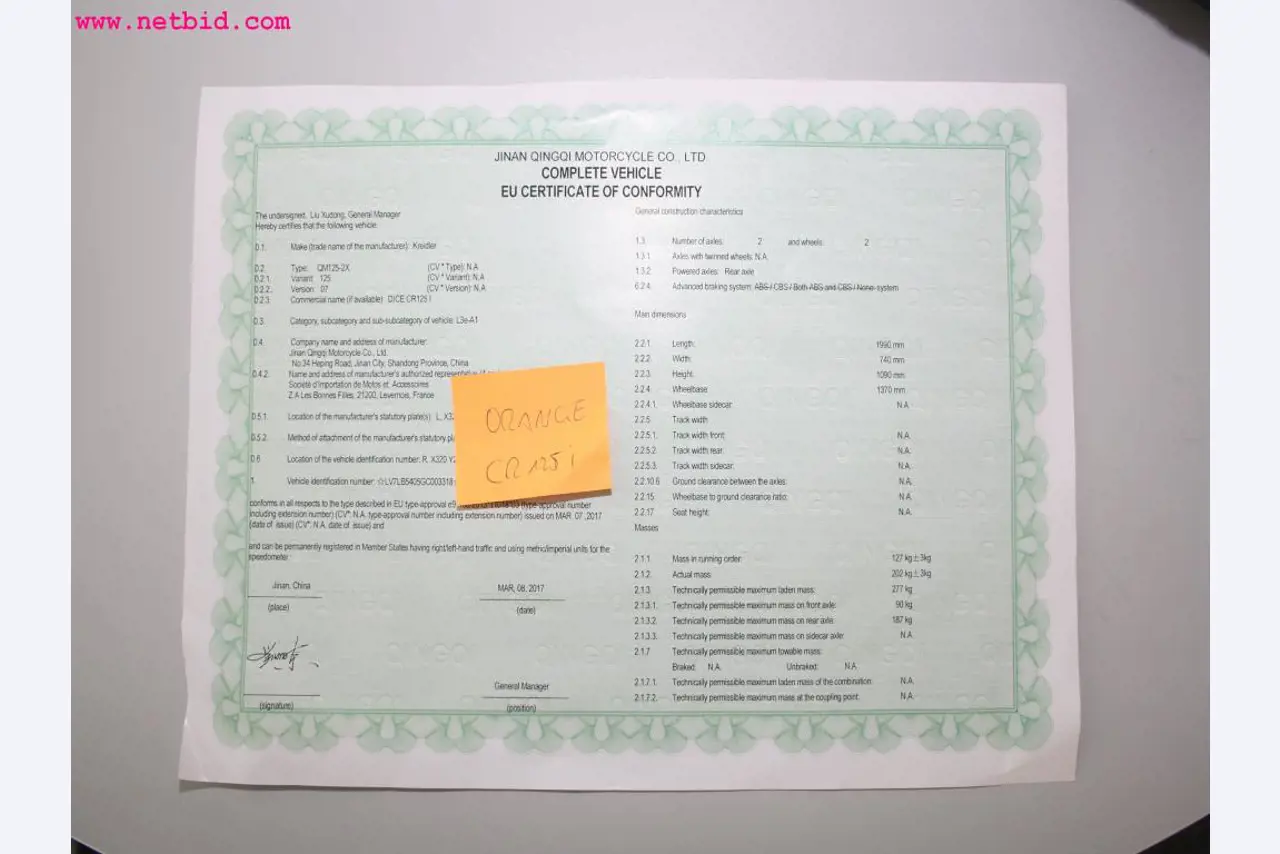 www.netbid.com
JINAN QINGQI MOTORCYCLE CO., LTD
COMPLETE VEHICLE
EU CERTIFICATE OF CONFORMITY
The undersigned, Liu Xudong, General Manager
Hereby certifies that the following vehicle:
0.1. Make (trade name of the manufacturer): Kreidler
0.2. Type: QM125-2X (CV * Type): N.A
0.2.1. Variant: 125 (CV * Variant): N.A
0.2.2. Version: 07 (CV * Version): N.A
0.2.3. Commercial name (if available): DICE CR125 I
0.3. Category, subcategory and sub-subcategory of vehicle: L3e-A1
0.4 Company name and address of manufacturer:
Jinan Qingqi Motorcycle Co., Ltd.
No.34 Heping Road, Jinan City, Shandong Province, China
0.4.2. Name and address of manufacturer's authorized representative
Société d'Importation de Motos et. Accessoires
Z.A Les Bonnes Filles, 21200, Levernois, France
0.5.1. Location of the manufacturer's statutory plate(s):
0.5.2. Method of attachment of the manufacturer's statutory
0.6 Location of the vehicle identification number: R, X320
1. Vehicle identification number: ☆LV7LB5405GC003318
conforms in all respects to the type described in EU type-approval (type-approval number
including extension number) (CV*: N.A. type-approval number including extension number) issued on MAR. 07 ,2017
(date of issue) (CV*: N.A. date of issue) and
and can be permanently registered in Member States having right/left-hand traffic and using metric/imperial units for the
speedometer:
Jinan, China MAR, 08, 2017
(place) (date)
General Manager
(signature) (position)
ORANGE
CR 125 i
General construction characteristics
1.3. Number of axles: 2 and wheels: 2
1.3.1 Axles with twinned wheels: N.A.
1.3.2 Powered axles: Rear axle
6.2.4. Advanced braking system: ABS / CBS / Both ABS and CBS / None system
Main dimensions
2.2.1. Length: 1990 mm
2.2.2. Width: 740 mm
2.2.3. Height: 1090 mm
2.2.4. Wheelbase: 1370 mm
2.2.4.1. Wheelbase sidecar: N.A.
2.2.5. Track width
2.2.5.1. Track width front: N.A.
2.2.5.2. Track width rear: N.A.
2.2.5.3. Track width sidecar: N.A.
2.2.10.6 Ground clearance between the axles: N.A.
2.2.15 Wheelbase to ground clearance ratio: N.A.
2.2.17 Seat height: N.A.
Masses
2.1.1. Mass in running order: 127 kg±3kg
2.1.2. Actual mass: 202 kg±3kg
2.1.3 Technically permissible maximum laden mass: 277 kg
2.1.3.1. Technically permissible maximum mass on front axle: 90 kg
2.1.3.2. Technically permissible maximum mass on rear axle: 187 kg
2.1.3.3. Technically permissible maximum mass on sidecar axle: N.A.
2.1.7 Technically permissible maximum towable mass:
Braked: N.A. Unbraked: N.A.
2.1.7.1. Technically permissible maximum laden mass of the combination: N.A.
2.1.7.2. Technically permissible maximum mass at the coupling point: N.A.